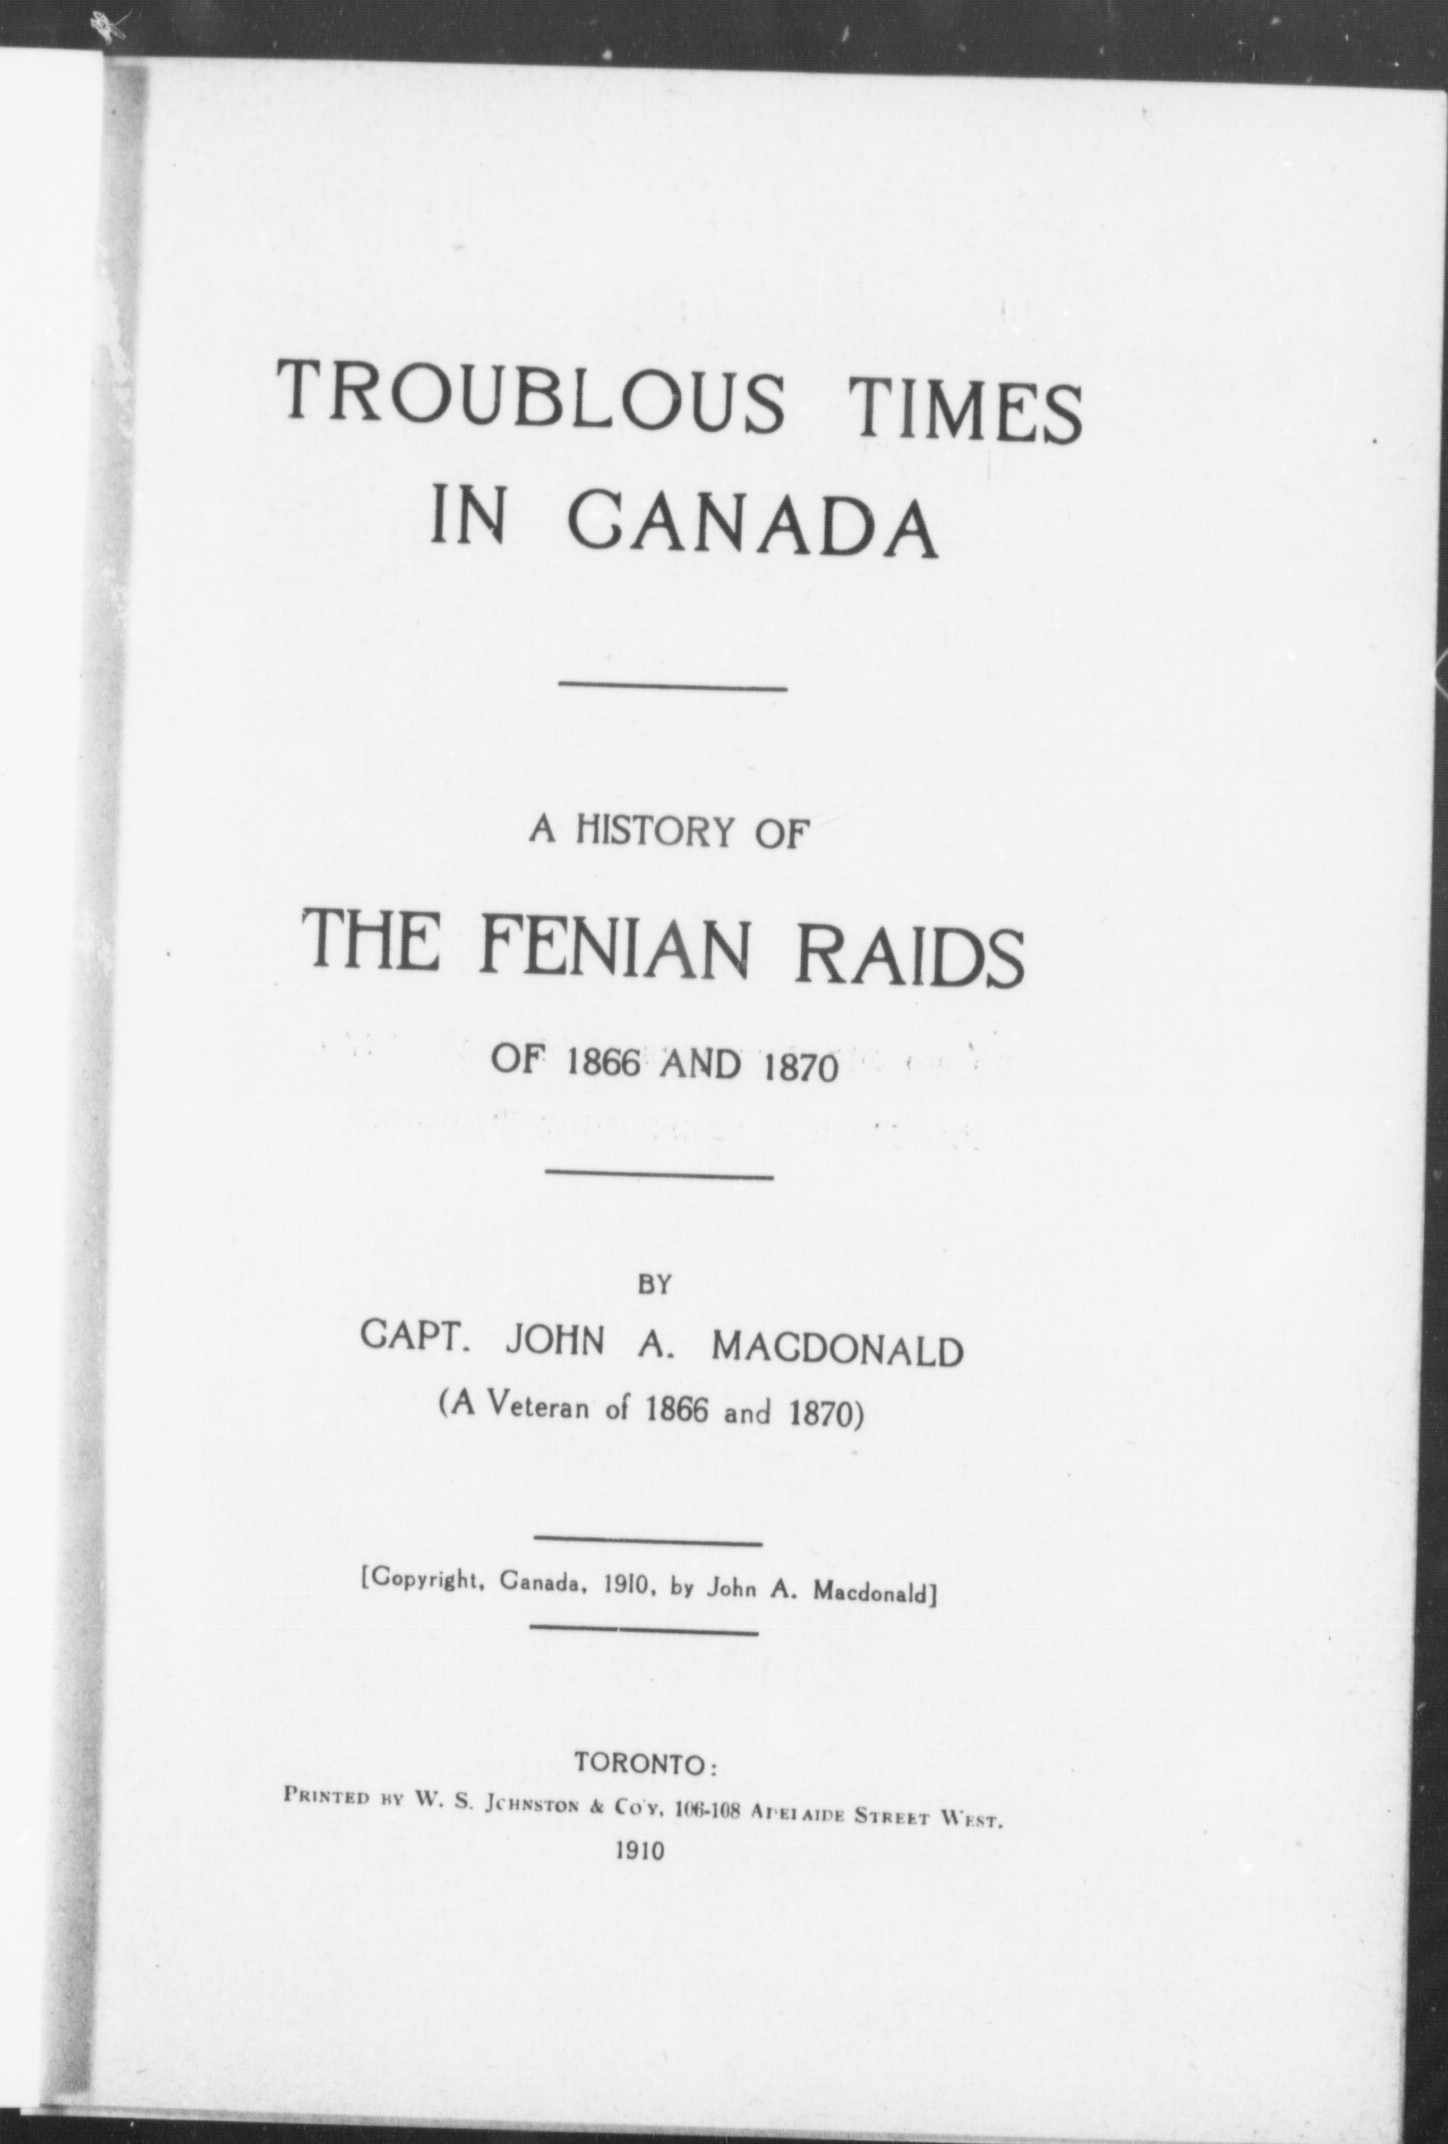 TROUBLOUS TIMES
IN CANADA
A HISTORY OF
THE FENIAN RAIDS
OF 1866 AND 1870
BY
CAPT. JOHN A. MACDONALD
(A Veteran of 1866 and 1870)
[Copyright, Canada, 1910, by John A. Macdonald]
TORONTO:
PRINTED BY W. S. JOHNSTON & CO'Y, 106-108 ADELAIDE STREET WEST.
1910